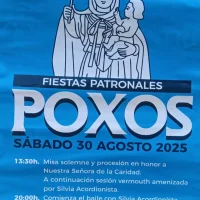 FIESTAS PATRONALES
POXOS
SÁBADO 30 AGOSTO 2025
13:30h. Misa solemne y procesión en honor a
Nuestra Señora de la Caridad.
A continuación sesión vermouth amenizada
por Silvia Acordionista.
20:00h. Comienza el baile con Silvia Acordionista